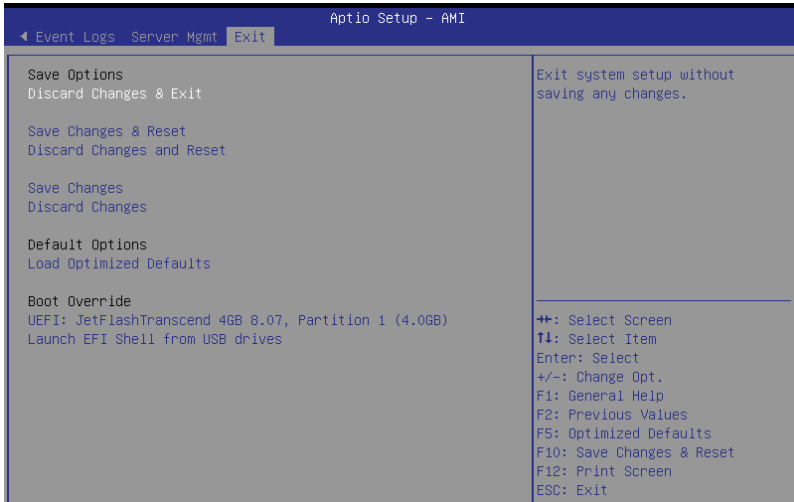 Aptio Setup – AMI
◄ Event Logs Server Mgmt Exit
Save Options
Discard Changes & Exit
Save Changes & Reset
Discard Changes and Reset
Save Changes
Discard Changes
Default Options
Load Optimized Defaults
Boot Override
UEFI: JetFlashTranscend 4GB 8.07, Partition 1 (4.0GB)
Launch EFI Shell from USB drives
Exit system setup without
saving any changes.
→←: Select Screen
↑↓: Select Item
Enter: Select
+/-: Change Opt.
F1: General Help
F2: Previous Values
F5: Optimized Defaults
F10: Save Changes & Reset
F12: Print Screen
ESC: Exit